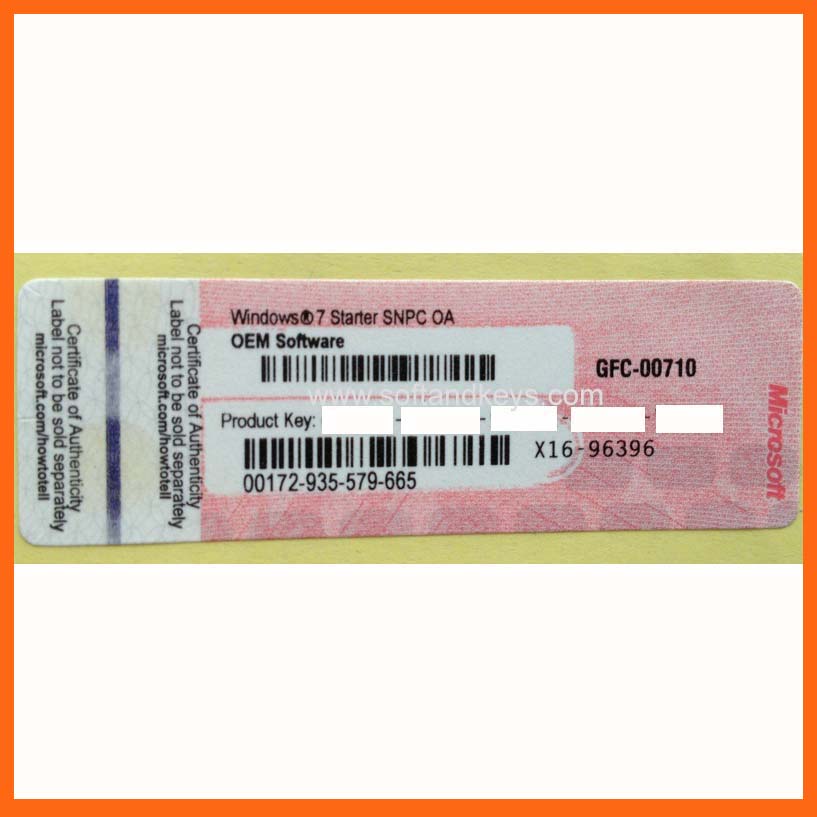 Certificate of Authenticity
Label not to be sold separately
microsoft.com/howtotell
Certificate of Authenticity
Label not to be sold separately
microsoft.com/howtotell
Windows®7 Starter SNPC OA
OEM Software
GFC-00710
www.softandkeys.com
Product Key: - - - -
X16-96396
00172-935-579-665
Microsoft